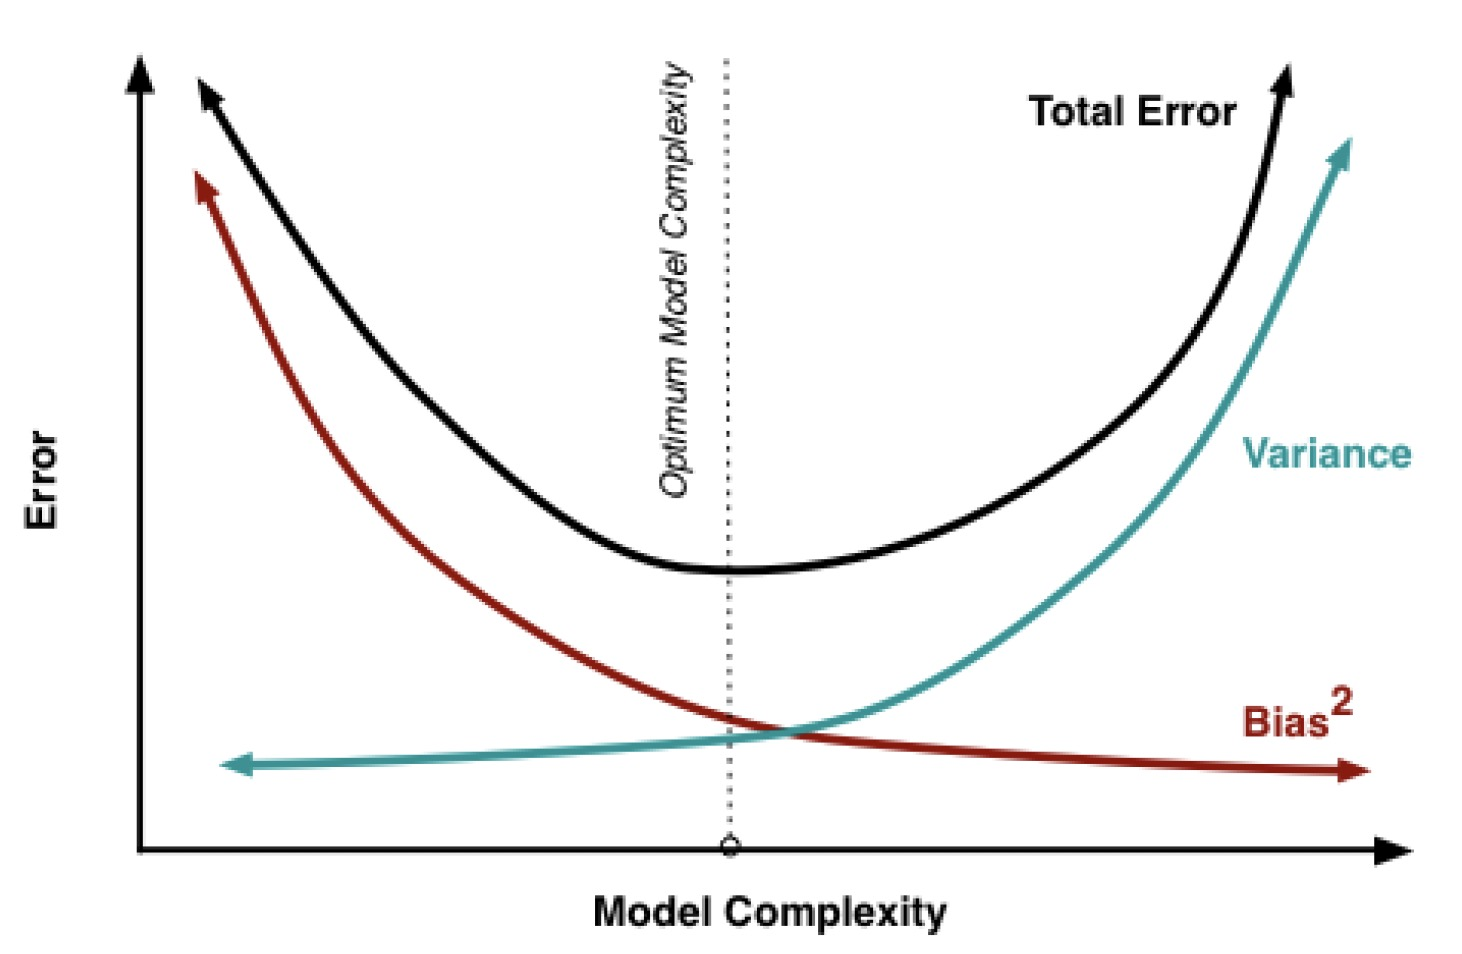 Optimum Model Complexity
Total Error
Variance
Error
Bias²
Model Complexity